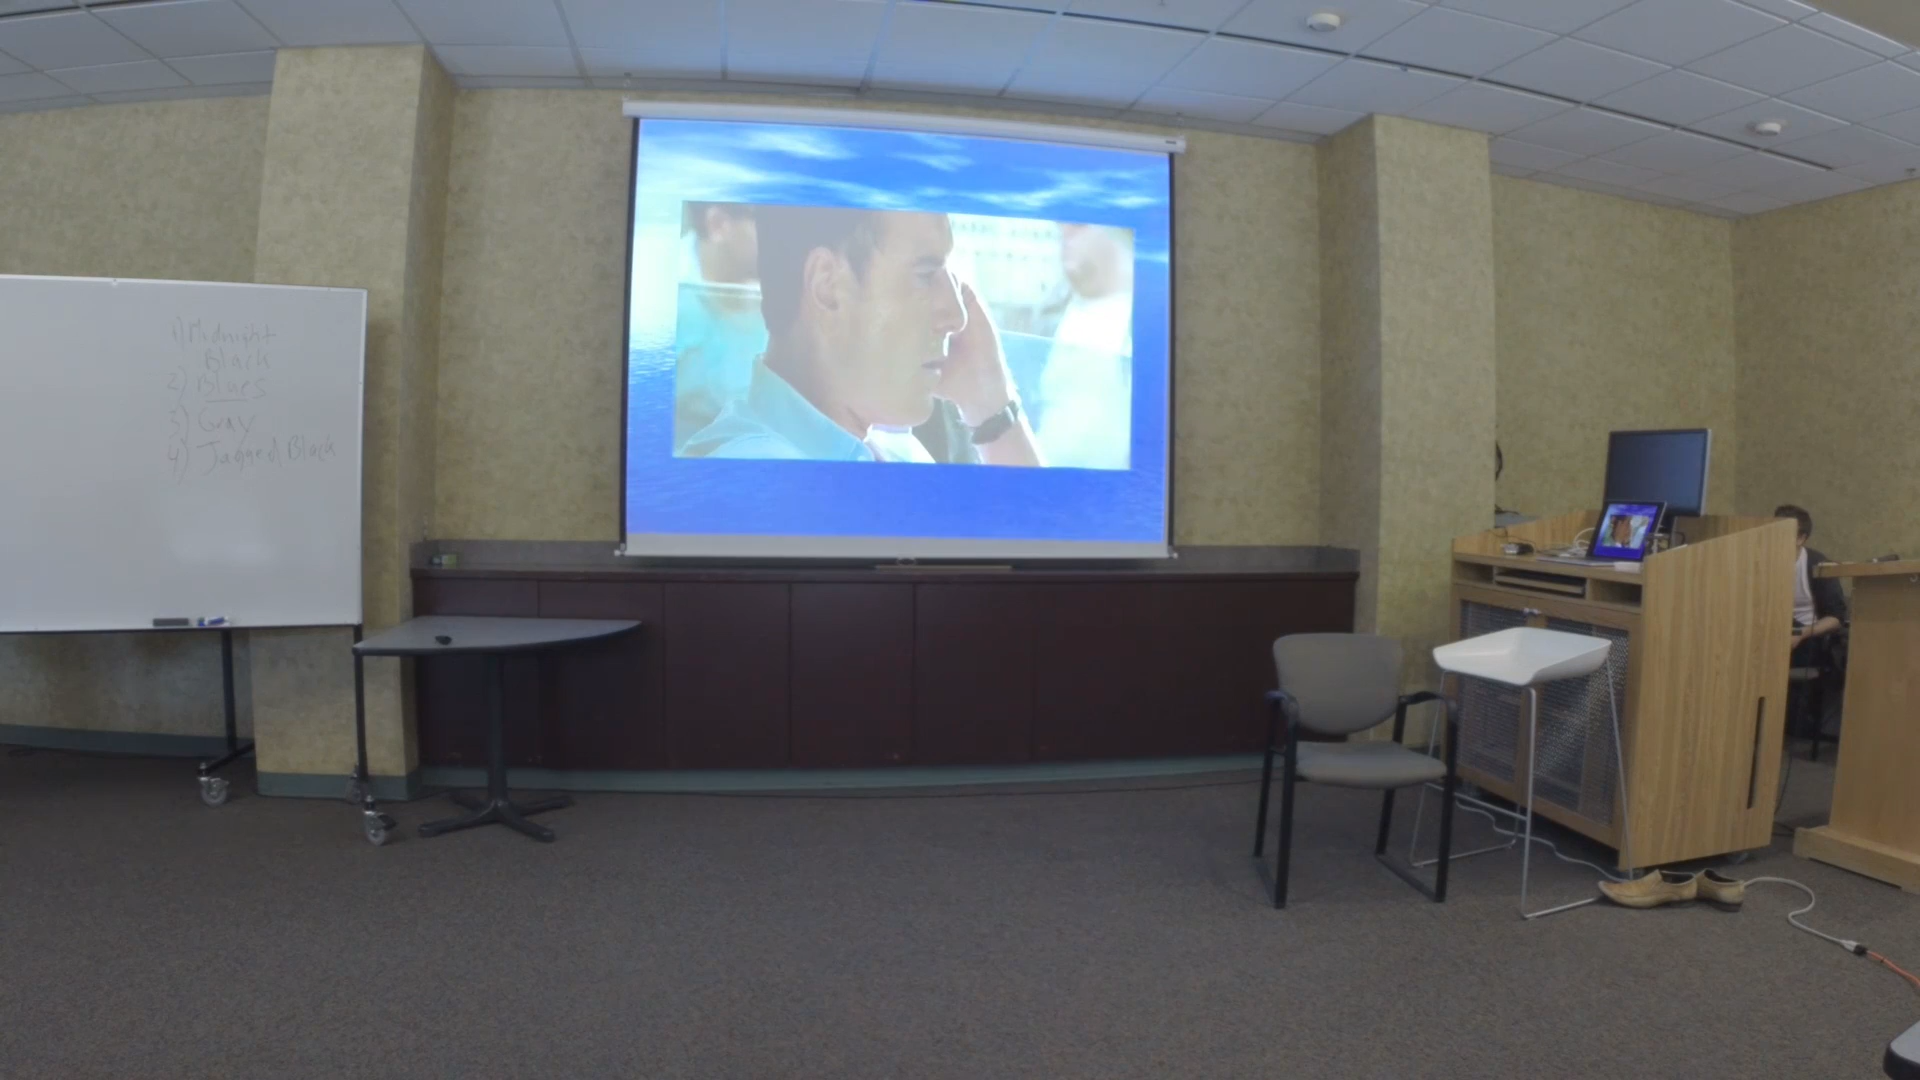 1) Midnight
Black
2) Blues
3) Gray
4) Jagged Black